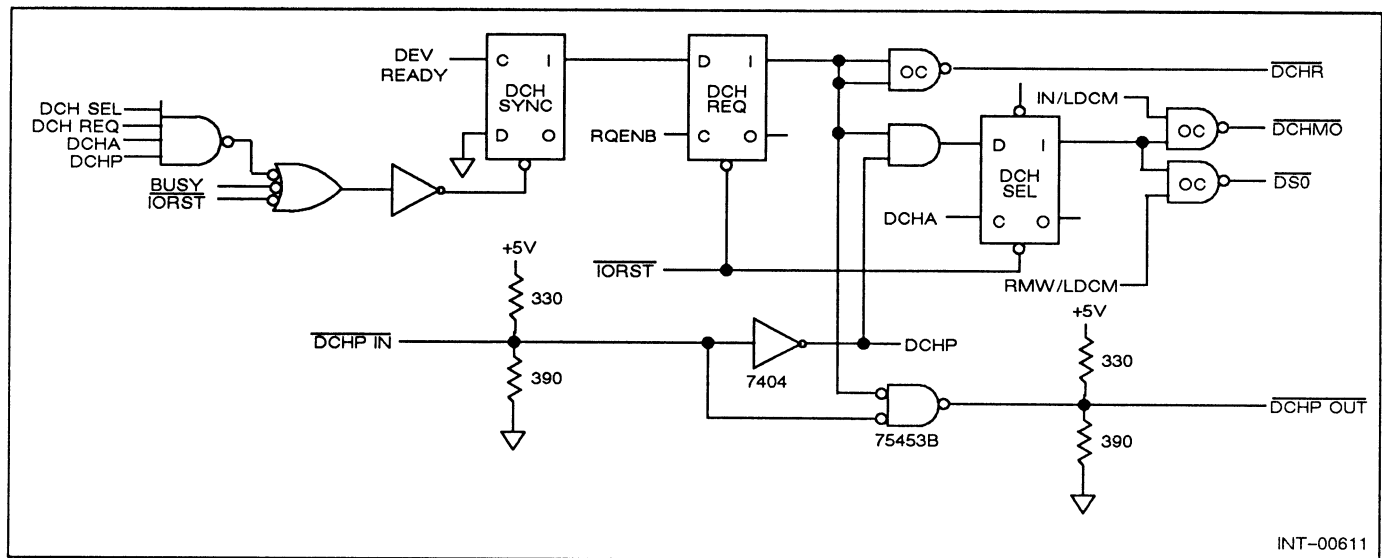 DEV READY
C I
DCH SYNC
D O
DCH SEL
DCH REQ
DCHA
DCHP
BUSY
IORST
D I
DCH REQ
C O
RQENB
OC
DCHR
IN/LDCM
OC
DCHMO
D I
DCH SEL
C O
DCHA
OC
DS0
RMW/LDCM
IORST
+5V
330
390
DCHP IN
7404
DCHP
75453B
+5V
330
390
DCHP OUT
INT-00611